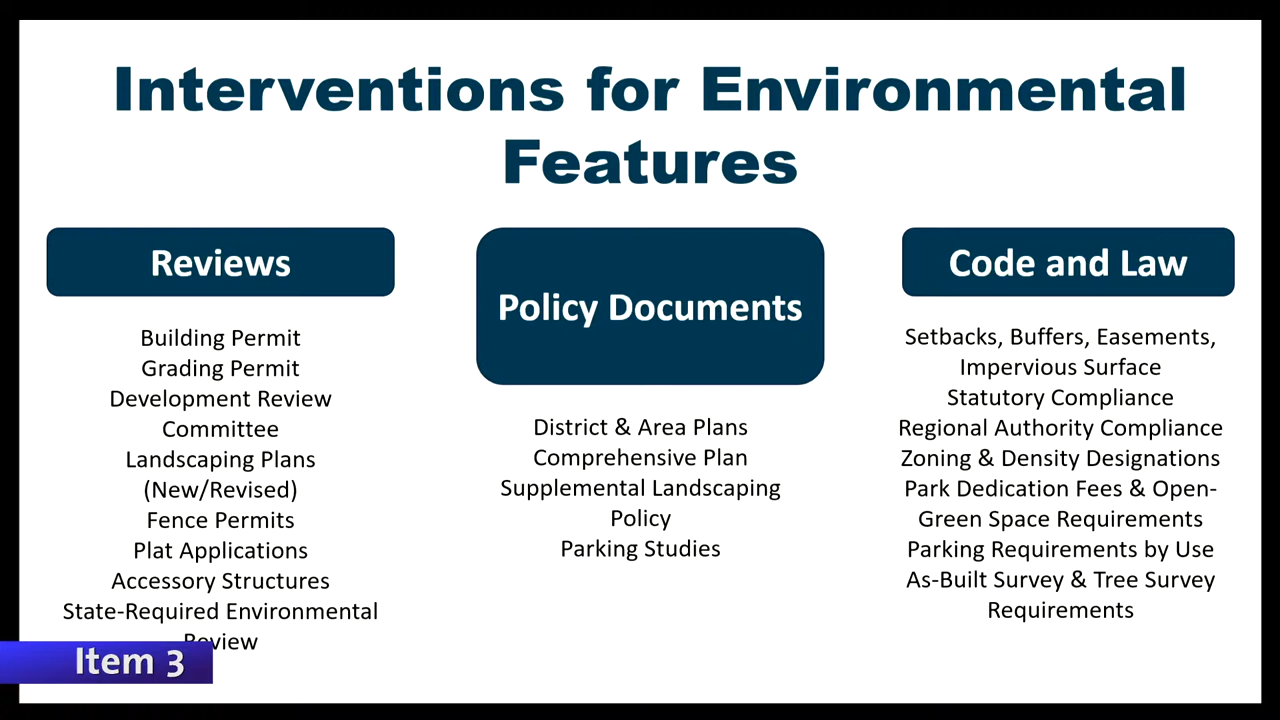 Interventions for Environmental
Features
Reviews
Building Permit
Grading Permit
Development Review
Committee
Landscaping Plans
(New/Revised)
Fence Permits
Plat Applications
Accessory Structures
State-Required Environmental
Review
Policy Documents
District & Area Plans
Comprehensive Plan
Supplemental Landscaping
Policy
Parking Studies
Code and Law
Setbacks, Buffers, Easements,
Impervious Surface
Statutory Compliance
Regional Authority Compliance
Zoning & Density Designations
Park Dedication Fees & Open-
Green Space Requirements
Parking Requirements by Use
As-Built Survey & Tree Survey
Requirements
Item 3